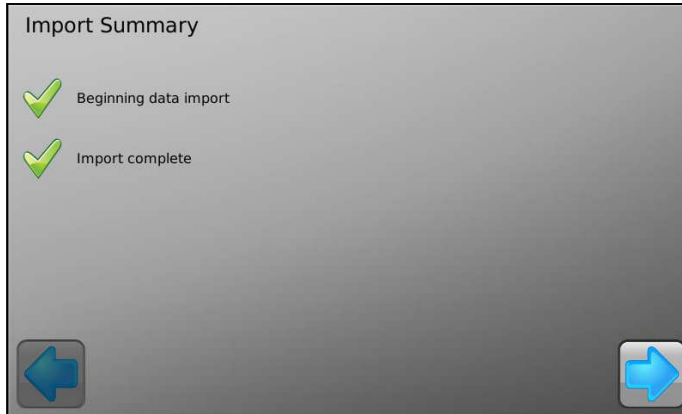 Import Summary
Beginning data import
Import complete